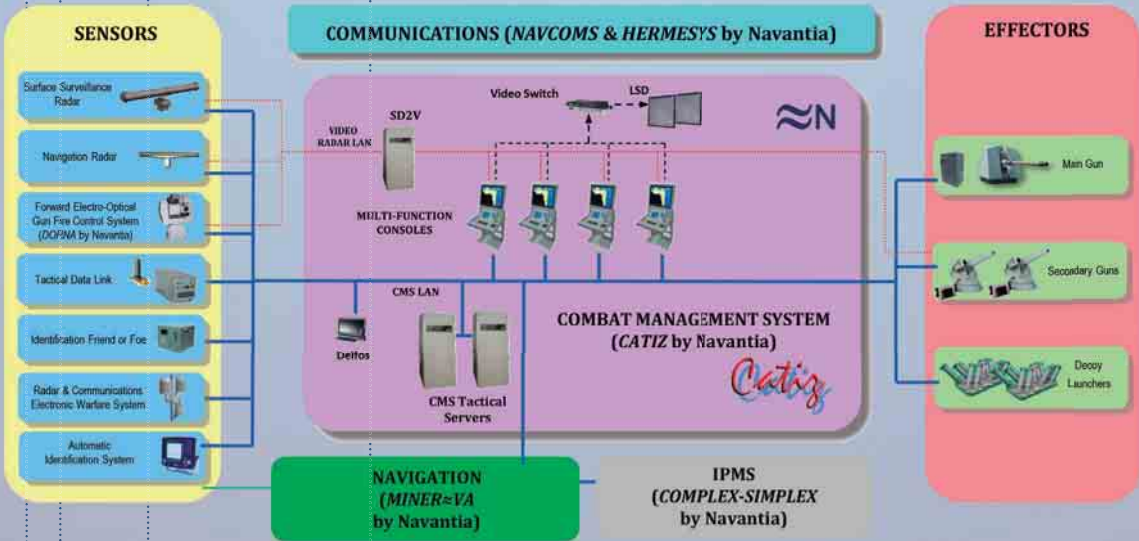 SENSORS
Surface Surveillance
Radar
Navigation Radar
Forward Electro-Optical
Gun Fire Control System
(DORNA by Navantia)
Tactical Data Link
Identification Friend or Foe
Radar & Communications
Electronic Warfare System
Automatic
Identification System
COMMUNICATIONS (NAVCOMS & HERMESYS by Navantia)
Video Switch
LSD
≈N
SD2V
VIDEO
RADAR LAN
MULTI-FUNCTION
CONSOLES
CMS LAN
Delfos
CMS Tactical
Servers
COMBAT MANAGEMENT SYSTEM
(CATIZ by Navantia)
Catiz
NAVIGATION
(MINER≈VA
by Navantia)
IPMS
(COMPLEX-SIMPLEX
by Navantia)
EFFECTORS
Main Gun
Secondary Guns
Decoy
Launchers